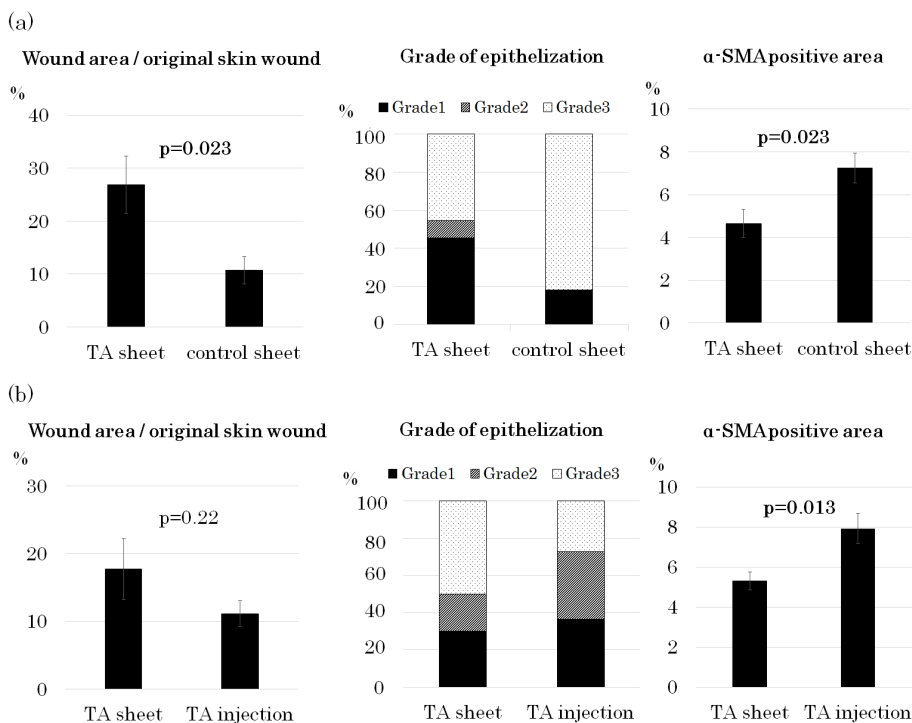 (a)
Wound area / original skin wound
%
40
30
20
10
0
p=0.023
TA sheet control sheet
Grade of epithelization
%
Grade1 Grade2 Grade3
100
80
60
40
20
0
TA sheet control sheet
α-SMApositive area
%
10
8
6
4
2
0
p=0.023
TA sheet control sheet
(b)
Wound area / original skin wound
%
30
20
10
0
p=0.22
TA sheet TA injection
Grade of epithelization
%
Grade1 Grade2 Grade3
100
80
60
40
20
0
TA sheet TA injection
α-SMApositive area
%
10
8
6
4
2
0
p=0.013
TA sheet TA injection